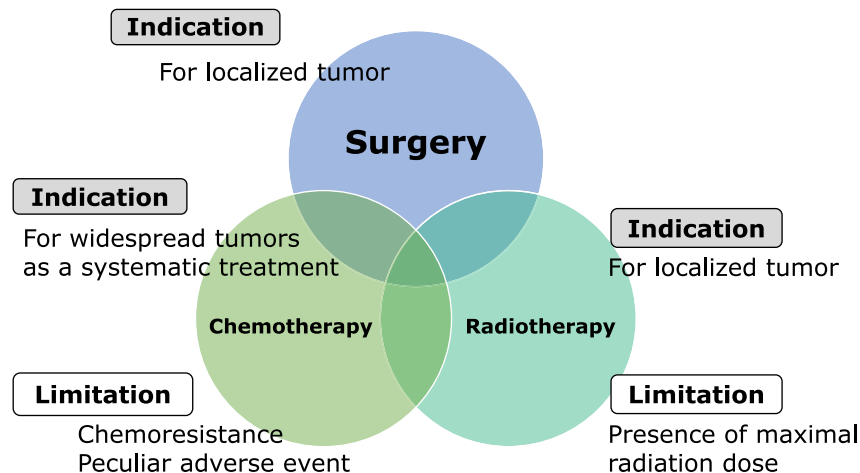 Indication
For localized tumor
Surgery
Indication
For widespread tumors
as a systematic treatment
Indication
For localized tumor
Chemotherapy
Radiotherapy
Limitation
Chemoresistance
Peculiar adverse event
Limitation
Presence of maximal
radiation dose